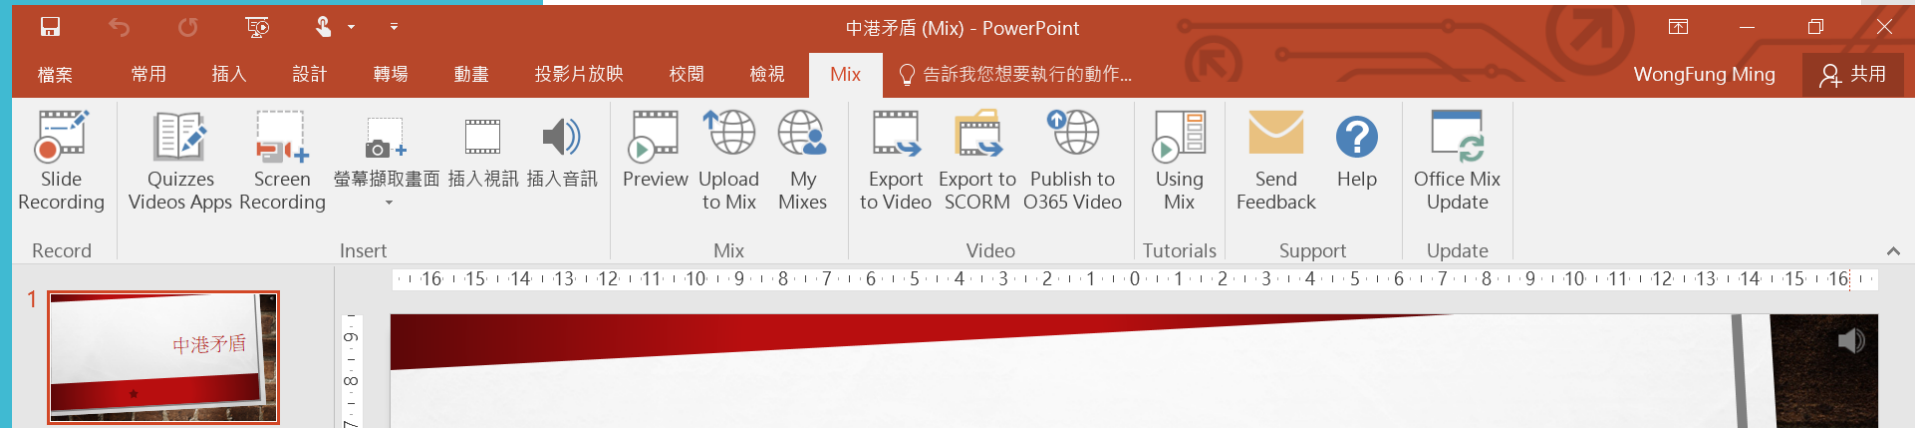 中港矛盾 (Mix) - PowerPoint
檔案 常用 插入 設計 轉場 動畫 投影片放映 校閱 檢視 Mix 告訴我您想要執行的動作... WongFung Ming 共用
Slide Recording
Quizzes Videos Apps
Screen Recording
螢幕擷取畫面
插入視訊
插入音訊
Preview
Upload to Mix
My Mixes
Export to Video
Export to SCORM
Publish to O365 Video
Using Mix
Send Feedback
Help
Office Mix Update
Record Insert Mix Video Tutorials Support Update
16 15 14 13 12 11 10 9 8 7 6 5 4 3 2 1 0 1 2 3 4 5 6 7 8 9 10 11 12 13 14 15 16
1
中港矛盾
9
8
7